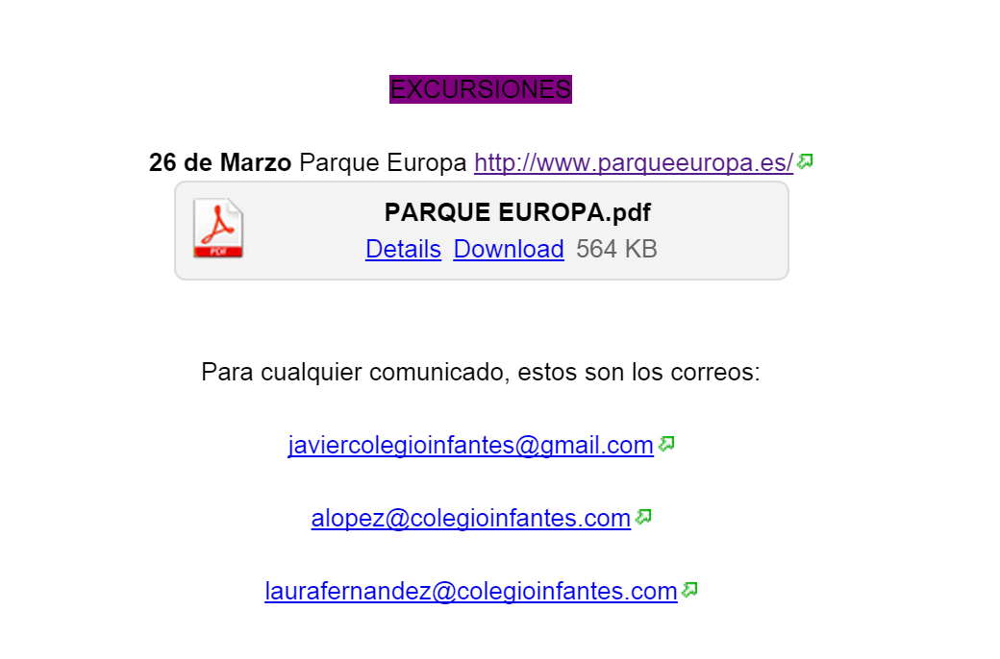 EXCURSIONES
26 de Marzo Parque Europa http://www.parqueeuropa.es/
PARQUE EUROPA.pdf
PDF
Details Download 564 KB
Para cualquier comunicado, estos son los correos:
javiercolegioinfantes@gmail.com
alopez@colegioinfantes.com
laurafernandez@colegioinfantes.com